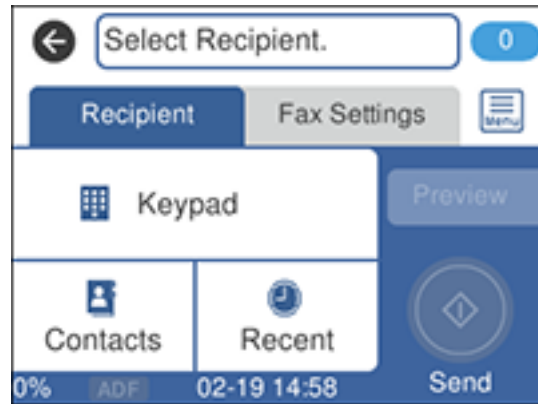 Select Recipient.
0
Recipient
Fax Settings
Menu
Keypad
Preview
Contacts
Recent
0%
ADF
02-19 14:58
Send